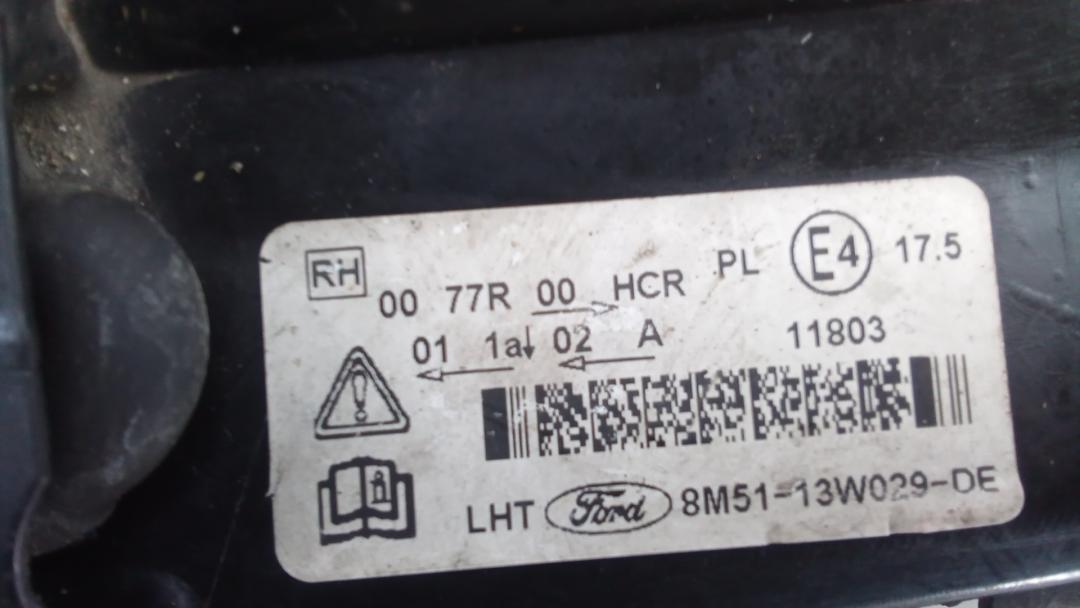 RH 00 77R 00 HCR PL E4 17.5
01 1a↓ 02 A 11803
LHT Ford 8M51-13W029-DE